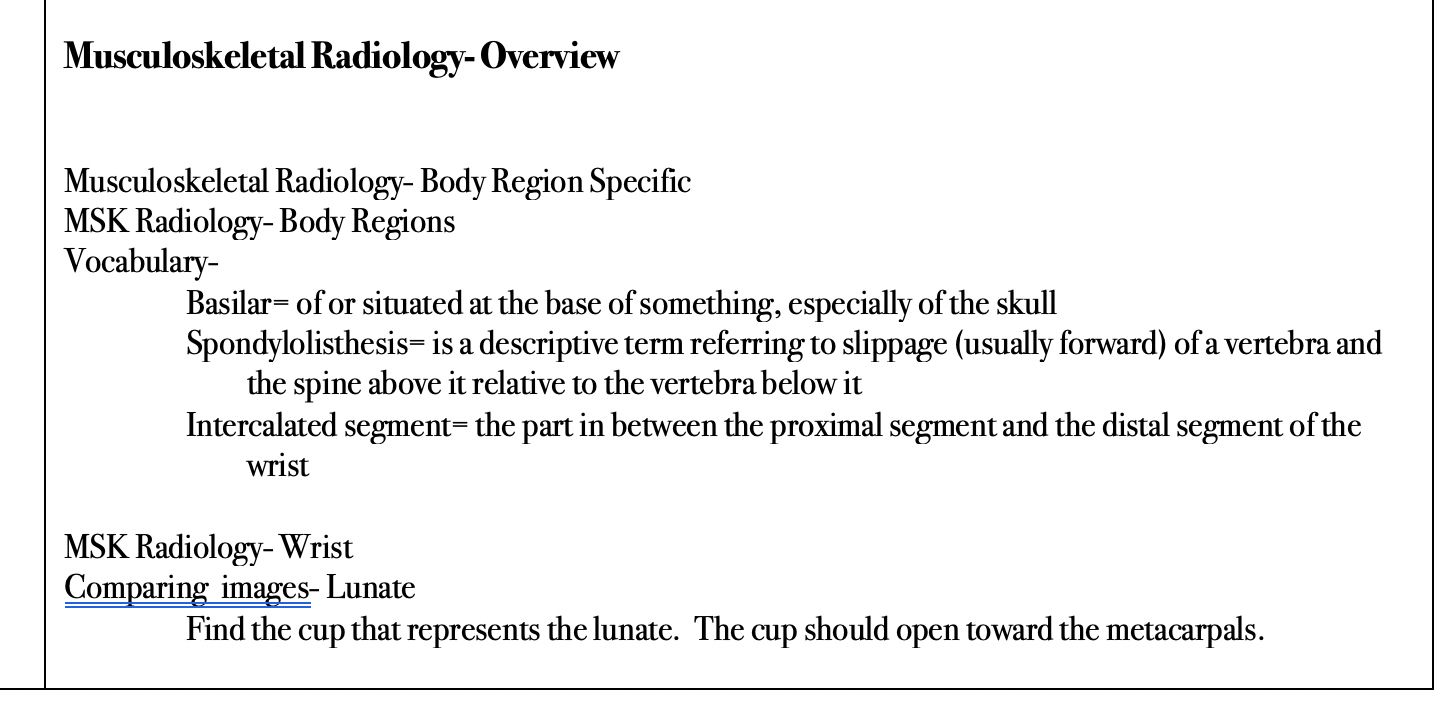 Musculoskeletal Radiology- Overview
Musculoskeletal Radiology- Body Region Specific
MSK Radiology- Body Regions
Vocabulary-
Basilar= of or situated at the base of something, especially of the skull
Spondylolisthesis= is a descriptive term referring to slippage (usually forward) of a vertebra and
the spine above it relative to the vertebra below it
Intercalated segment= the part in between the proximal segment and the distal segment of the
wrist
MSK Radiology- Wrist
Comparing  images- Lunate
Find the cup that represents the lunate.  The cup should open toward the metacarpals.